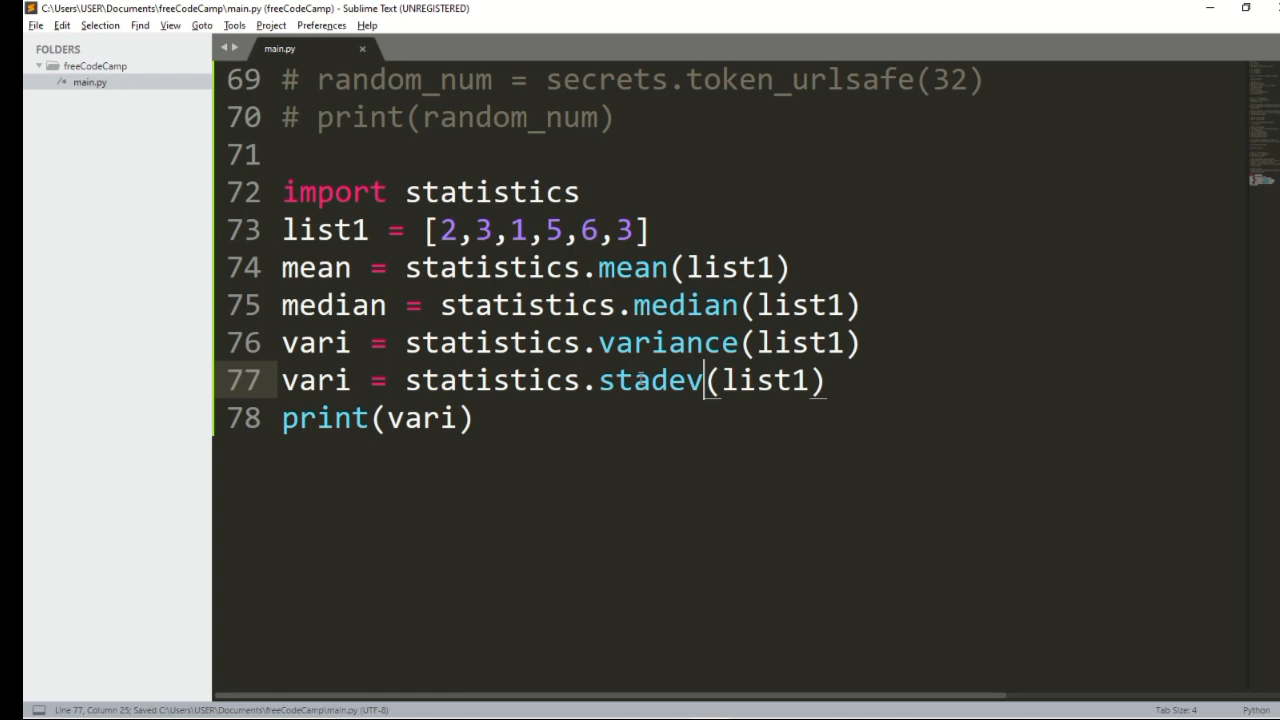 C:\Users\USER\Documents\freeCodeCamp\main.py (freeCodeCamp) - Sublime Text (UNREGISTERED)
File Edit Selection Find View Goto Tools Project Preferences Help
FOLDERS
freeCodeCamp
/* main.py
main.py
69 # random_num = secrets.token_urlsafe(32)
70 # print(random_num)
71
72 import statistics
73 list1 = [2,3,1,5,6,3]
74 mean = statistics.mean(list1)
75 median = statistics.median(list1)
76 vari = statistics.variance(list1)
77 vari = statistics.stadev(list1)
78 print(vari)
Line 77, Column 25; Saved C:\Users\USER\Documents\freeCodeCamp\main.py (UTF-8)
Tab Size: 4
Python